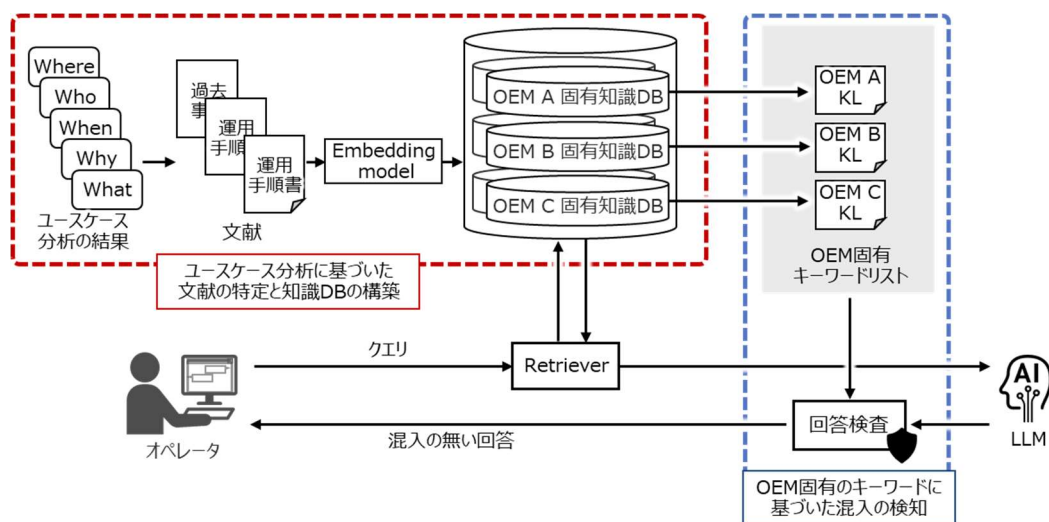 Where
Who
When
Why
What
ユースケース
分析の結果
過去
事
運用
手順
運用
手順書
文献
Embedding
model
OEM A 固有知識DB
OEM B 固有知識DB
OEM C 固有知識DB
OEM A
KL
OEM B
KL
OEM C
KL
OEM固有
キーワードリスト
ユースケース分析に基づいた
文献の特定と知識DBの構築
クエリ
Retriever
オペレータ
混入の無い回答
回答検査
AI
LLM
OEM固有のキーワードに
基づいた混入の検知